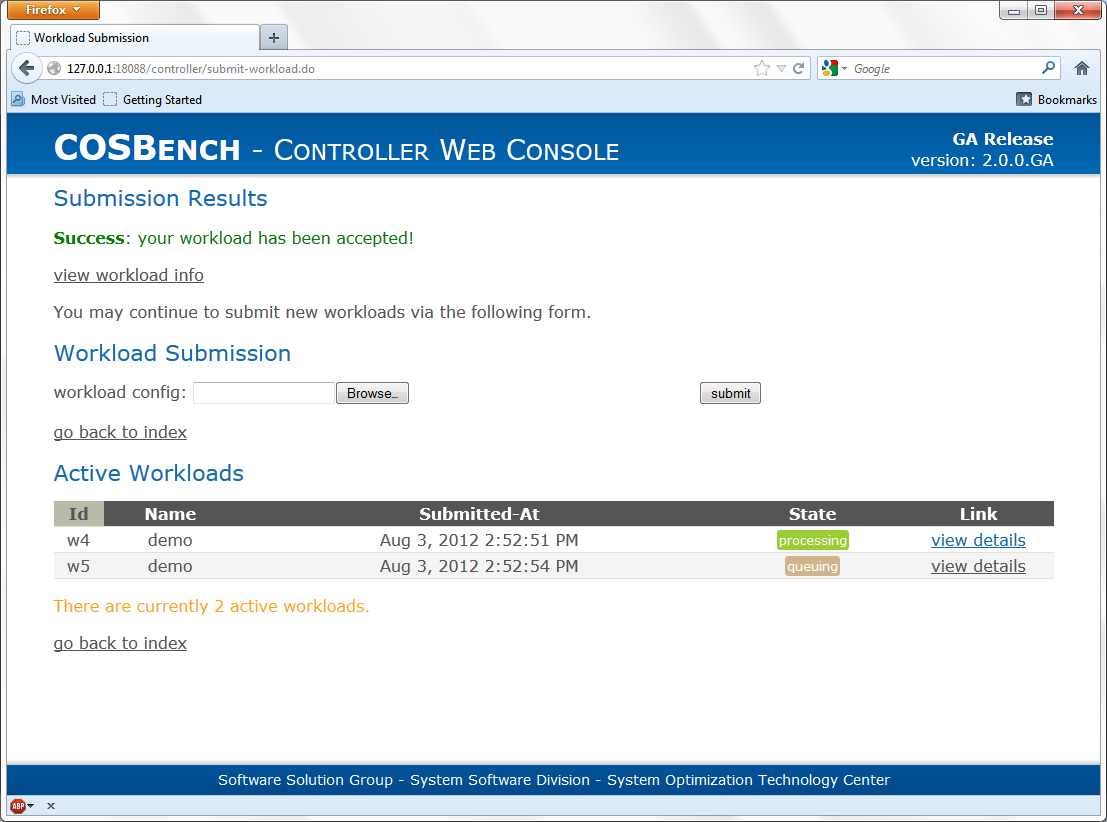 Firefox
Workload Submission
127.0.0.1:18088/controller/submit-workload.do
Google
Most Visited Getting Started Bookmarks
COSBENCH - CONTROLLER WEB CONSOLE
GA Release
version: 2.0.0.GA
Submission Results
Success: your workload has been accepted!
view workload info
You may continue to submit new workloads via the following form.
Workload Submission
workload config: Browse... submit
go back to index
Active Workloads
Id Name Submitted-At State Link
w4 demo Aug 3, 2012 2:52:51 PM processing view details
w5 demo Aug 3, 2012 2:52:54 PM queuing view details
There are currently 2 active workloads.
go back to index
Software Solution Group - System Software Division - System Optimization Technology Center
ABP